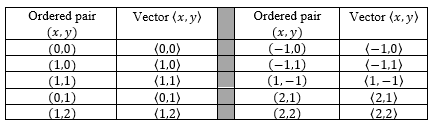 Ordered pair (x, y) Vector ⟨x, y⟩ Ordered pair (x, y) Vector ⟨x, y⟩
(0,0) ⟨0,0⟩ (−1,0) ⟨−1,0⟩
(1,0) ⟨1,0⟩ (−1,1) ⟨−1,1⟩
(1,1) ⟨1,1⟩ (1,−1) ⟨1,−1⟩
(0,1) ⟨0,1⟩ (2,1) ⟨2,1⟩
(1,2) ⟨1,2⟩ (2,2) ⟨2,2⟩